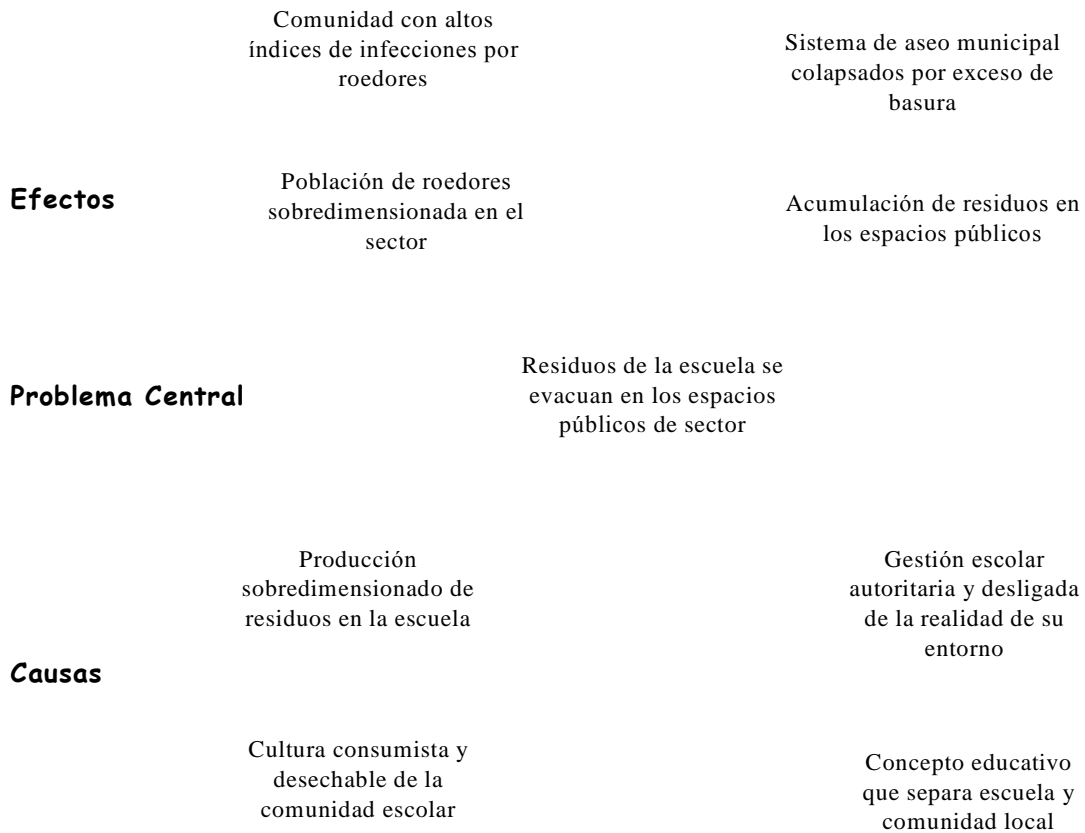 Comunidad con altos
índices de infecciones por
roedores
Sistema de aseo municipal
colapsados por exceso de
basura
Efectos
Población de roedores
sobredimensionada en el
sector
Acumulación de residuos en
los espacios públicos
Problema Central
Residuos de la escuela se
evacuan en los espacios
públicos de sector
Producción
sobredimensionado de
residuos en la escuela
Gestión escolar
autoritaria y desligada
de la realidad de su
entorno
Causas
Cultura consumista y
desechable de la
comunidad escolar
Concepto educativo
que separa escuela y
comunidad local